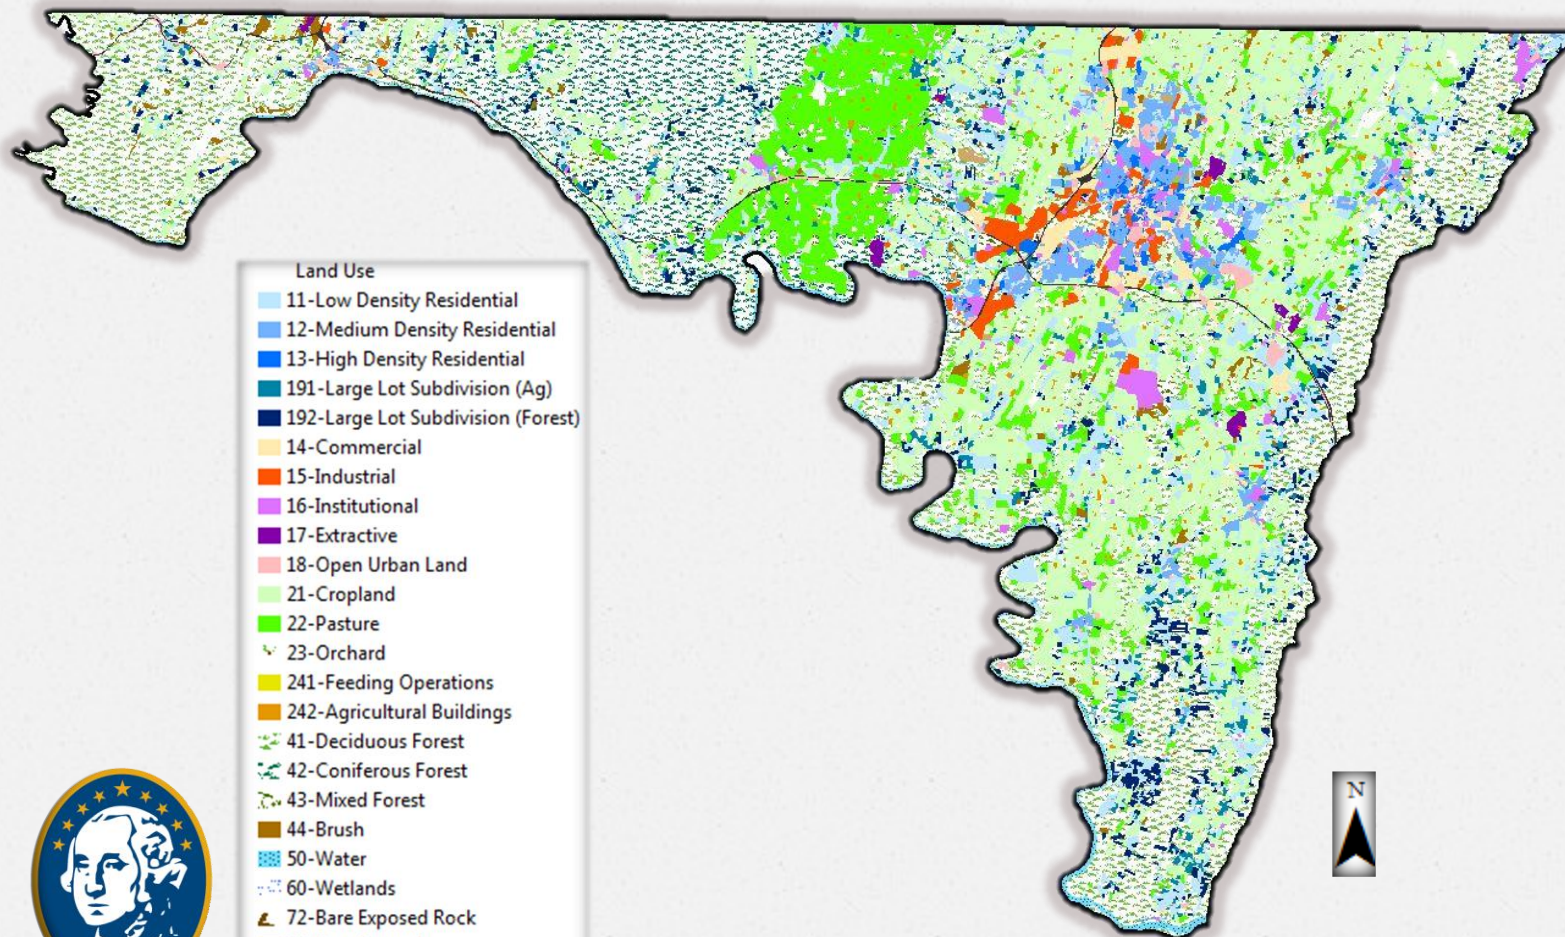 Land Use
11-Low Density Residential
12-Medium Density Residential
13-High Density Residential
191-Large Lot Subdivision (Ag)
192-Large Lot Subdivision (Forest)
14-Commercial
15-Industrial
16-Institutional
17-Extractive
18-Open Urban Land
21-Cropland
22-Pasture
23-Orchard
241-Feeding Operations
242-Agricultural Buildings
41-Deciduous Forest
42-Coniferous Forest
43-Mixed Forest
44-Brush
50-Water
60-Wetlands
72-Bare Exposed Rock
N